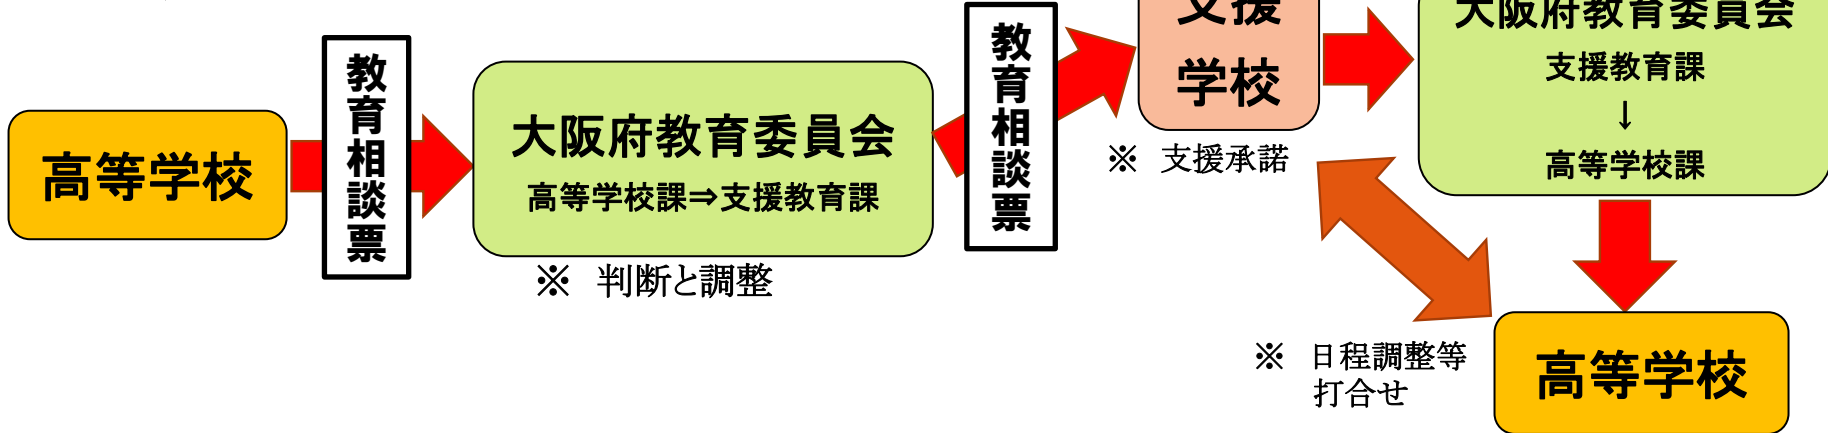 高等学校
教育相談票
大阪府教育委員会
高等学校課⇒支援教育課
※ 判断と調整
教育相談票
支援
学校
※ 支援承諾
大阪府教育委員会
支援教育課
↓
高等学校課
※ 日程調整等
打合せ
高等学校